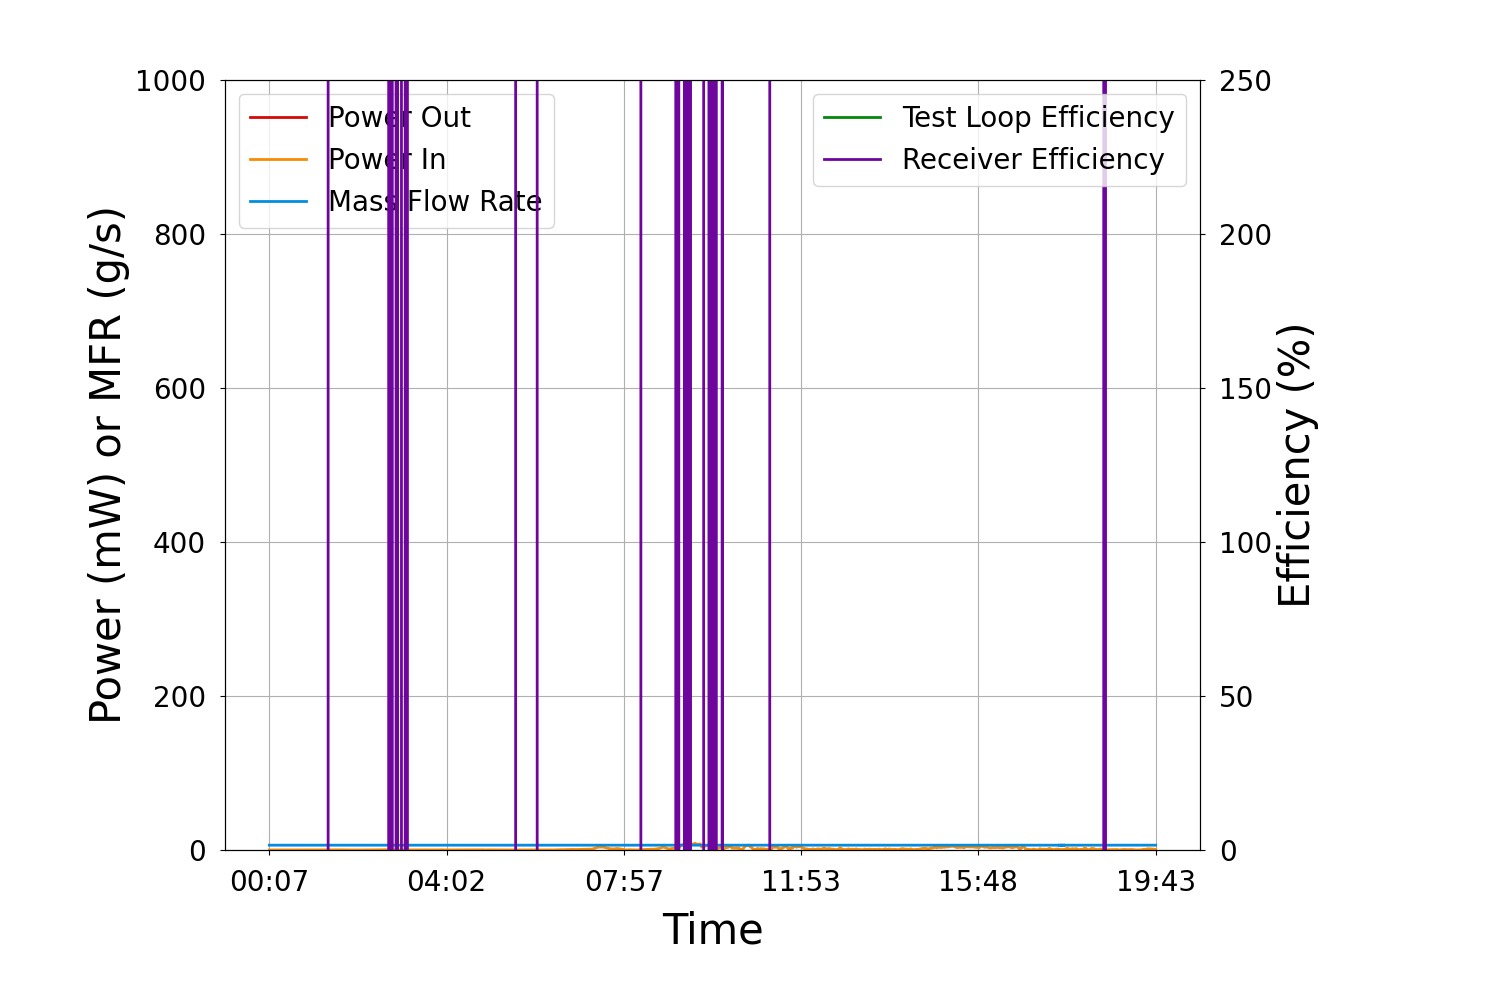 1000
800
600
400
200
0
Power (mW) or MFR (g/s)
Power Out
Power In
Mass Flow Rate
Test Loop Efficiency
Receiver Efficiency
250
200
150
100
50
0
Efficiency (%)
00:07 04:02 07:57 11:53 15:48 19:43
Time